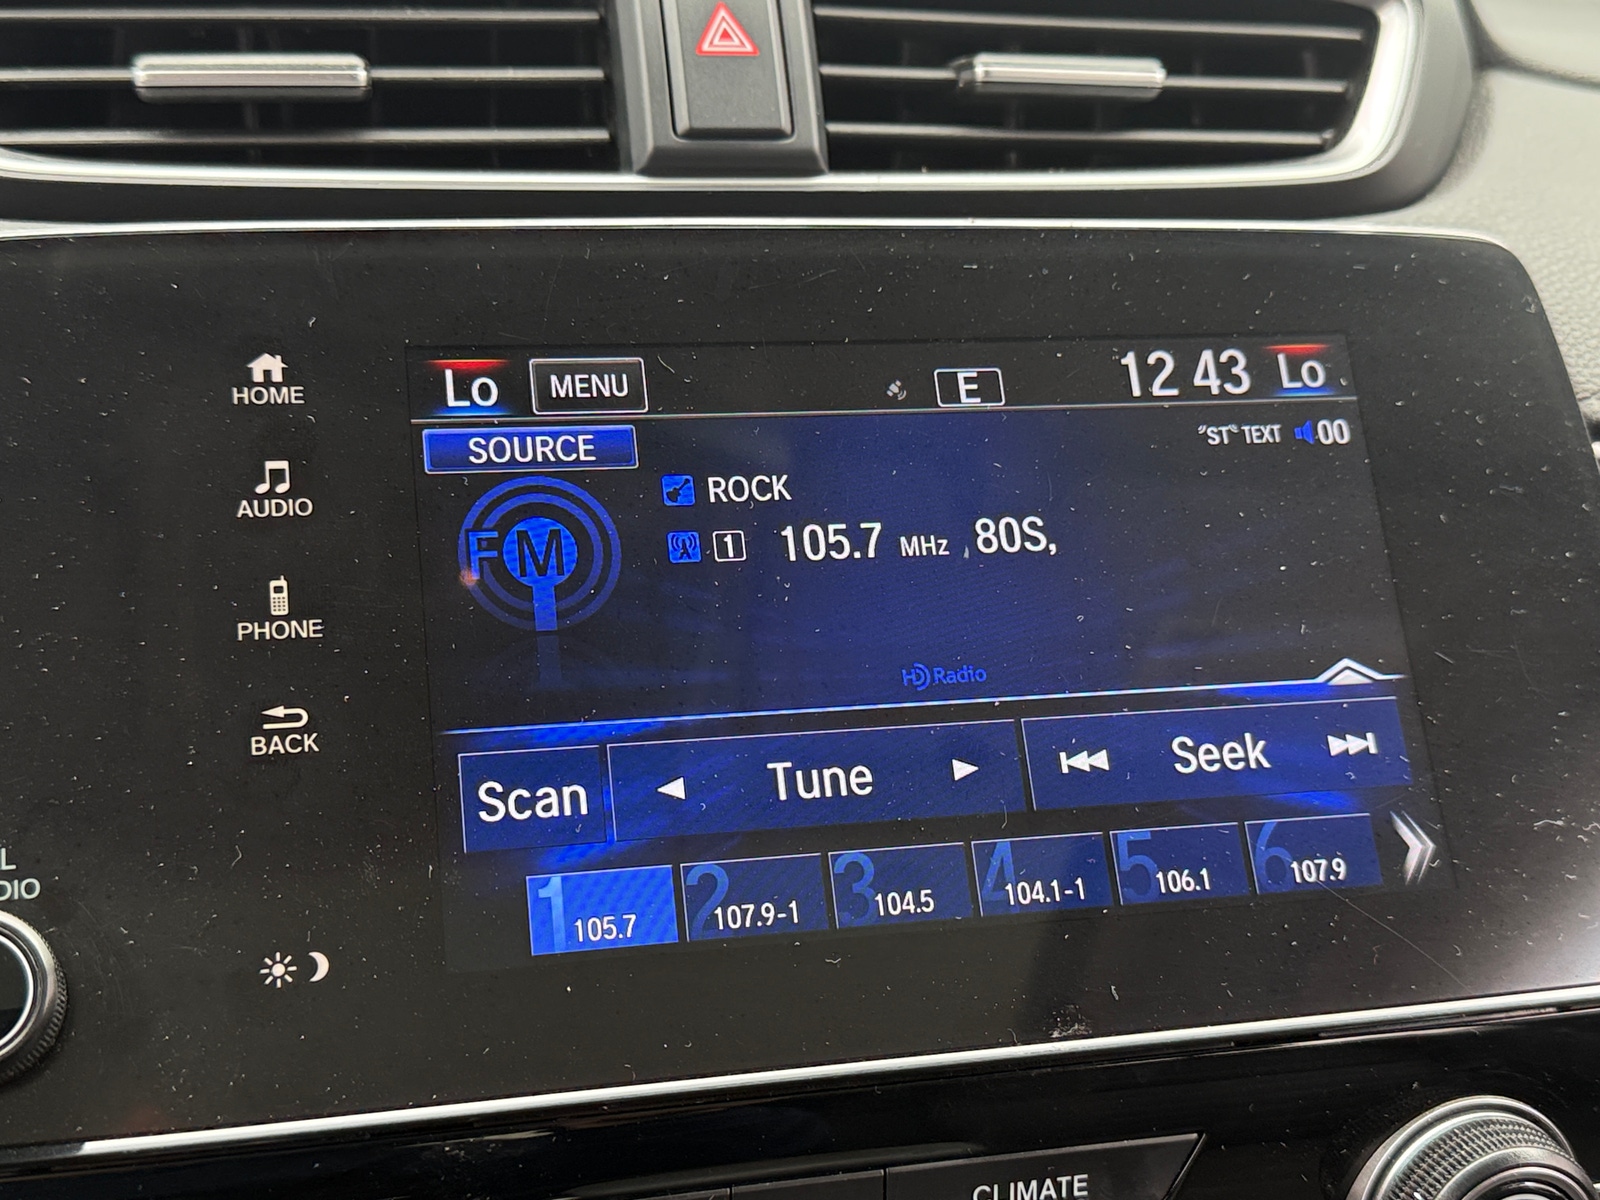 HOME
AUDIO
PHONE
BACK
Lo MENU E 12 43 Lo
SOURCE "ST" TEXT 00
FM
ROCK
1 105.7 MHz 80S,
HD Radio
Scan Tune Seek
1 105.7 2 107.9-1 3 104.5 4 104.1-1 5 106.1 6 107.9
CLIMATE